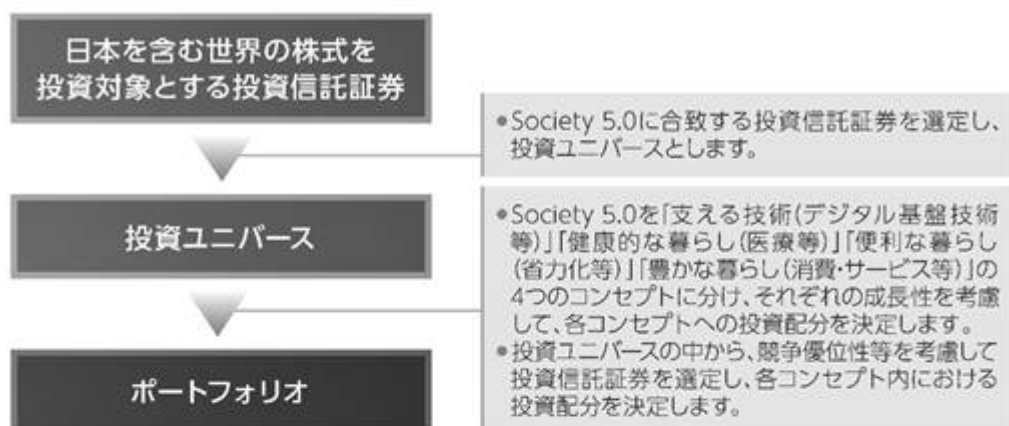 日本を含む世界の株式を
投資対象とする投資信託証券
●Society 5.0に合致する投資信託証券を選定し、
投資ユニバースとします。
投資ユニバース
●Society 5.0を「支える技術(デジタル基盤技術
等)」「健康的な暮らし(医療等)」「便利な暮らし
(省力化等)」「豊かな暮らし(消費・サービス等)」の
4つのコンセプトに分け、それぞれの成長性を考慮
して、各コンセプトへの投資配分を決定します。
●投資ユニバースの中から、競争優位性等を考慮して
投資信託証券を選定し、各コンセプト内における
投資配分を決定します。
ポートフォリオ